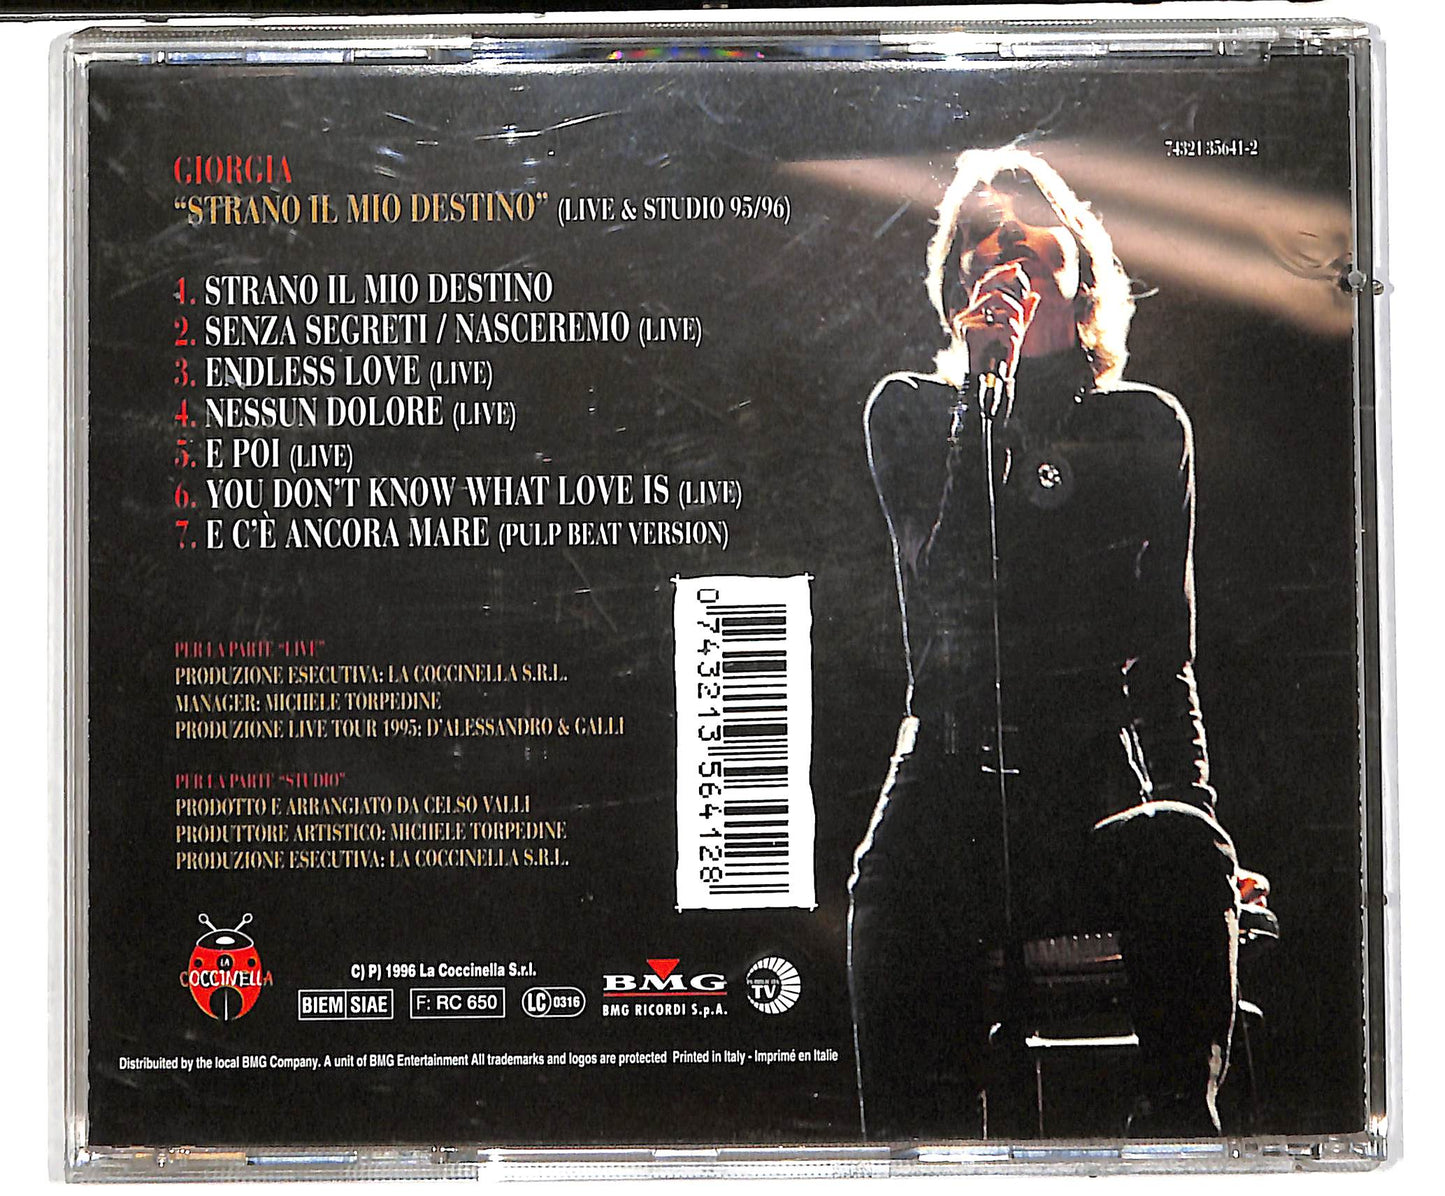 74321 35641-2
GIORGIA
"STRANO IL MIO DESTINO" (LIVE & STUDIO 95/96)
1. STRANO IL MIO DESTINO
2. SENZA SEGRETI / NASCEREMO (LIVE)
3. ENDLESS LOVE (LIVE)
4. NESSUN DOLORE (LIVE)
5. E POI (LIVE)
6. YOU DON'T KNOW WHAT LOVE IS (LIVE)
7. E C'È ANCORA MARE (PULP BEAT VERSION)
PER LA PARTE "LIVE"
PRODUZIONE ESECUTIVA: LA COCCINELLA S.R.L.
MANAGER: MICHELE TORPEDINE
PRODUZIONE LIVE TOUR 1995: D'ALESSANDRO & GALLI
PER LA PARTE "STUDIO"
PRODOTTO E ARRANGIATO DA CELSO VALLI
PRODUTTORE ARTISTICO: MICHELE TORPEDINE
PRODUZIONE ESECUTIVA: LA COCCINELLA S.R.L.
0 743213 564128
LA
COCCINELLA
C) P) 1996 La Coccinella S.r.l.
BIEM SIAE
F: RC 650
LC 0316
BMG
BMG RICORDI S.p.A.
TV
Distribuited by the local BMG Company. A unit of BMG Entertainment All trademarks and logos are protected Printed in Italy - Imprimé en Italie